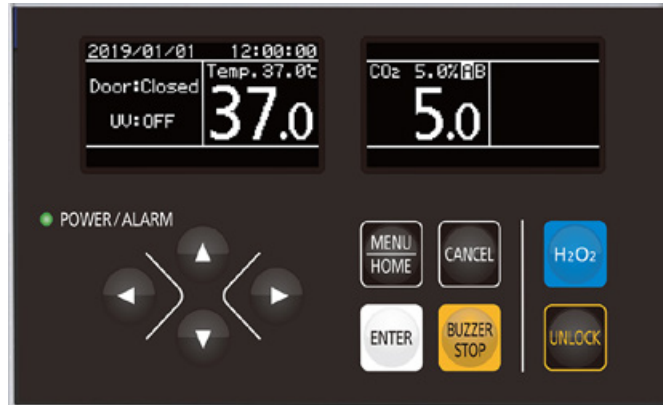 2019/01/01 12:00:00
Door:Closed
UV:OFF
Temp.37.0℃
37.0
CO2 5.0%AB
5.0
POWER/ALARM
MENU
HOME
CANCEL
H2O2
ENTER
BUZZER
STOP
UNLOCK